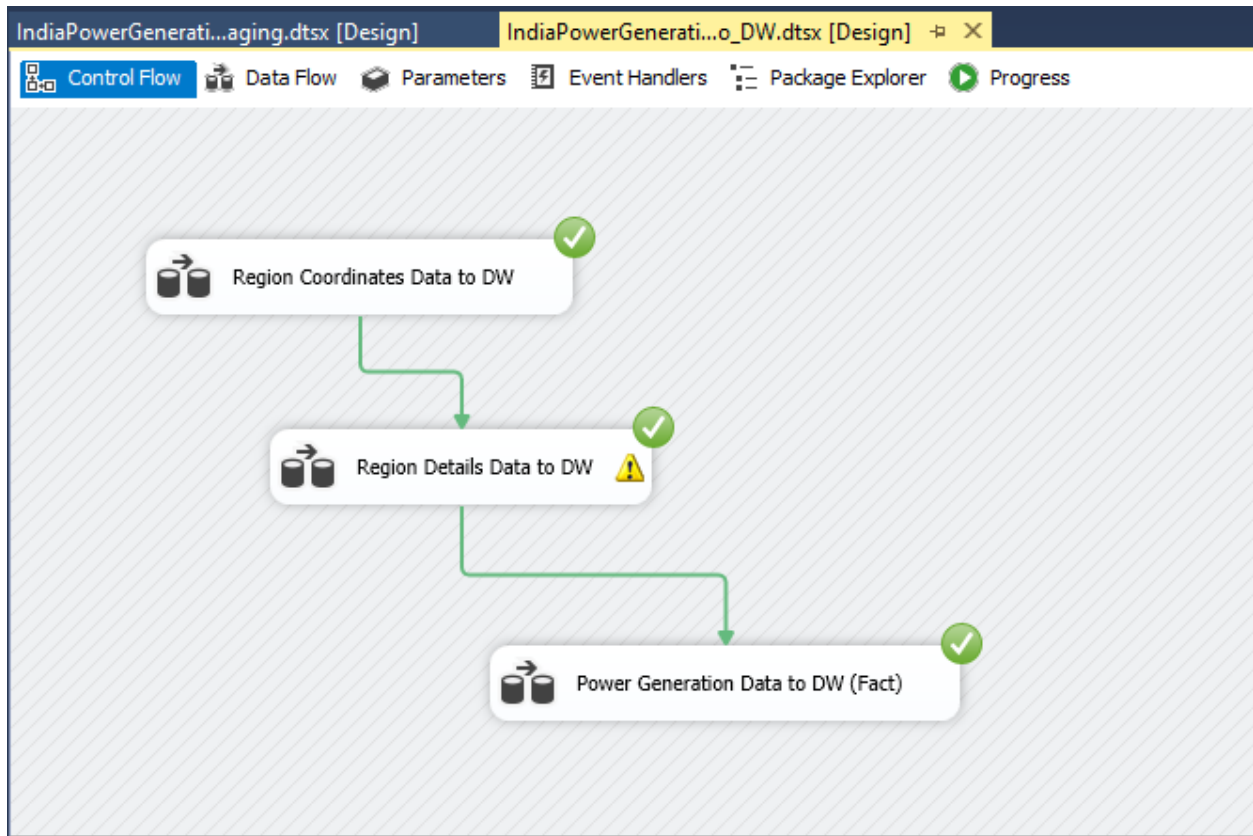 IndiaPowerGenerati...aging.dtsx [Design] IndiaPowerGenerati...o_DW.dtsx [Design]
Control Flow Data Flow Parameters Event Handlers Package Explorer Progress
Region Coordinates Data to DW
Region Details Data to DW
Power Generation Data to DW (Fact)